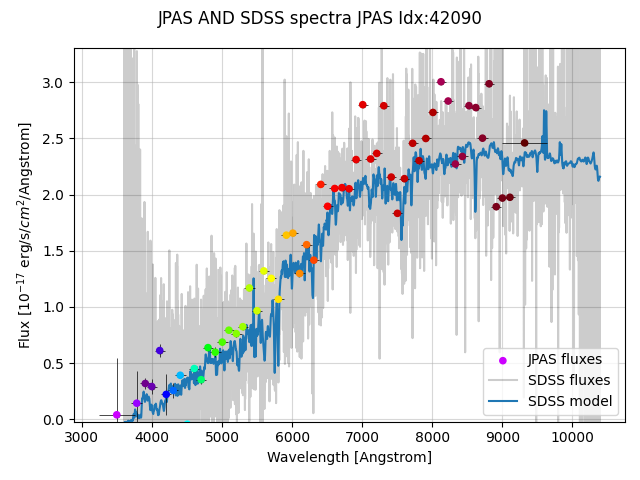 JPAS AND SDSS spectra JPAS Idx:42090
Flux [10⁻¹⁷ erg/s/cm²/Angstrom]
3.0
2.5
2.0
1.5
1.0
0.5
0.0
3000 4000 5000 6000 7000 8000 9000 10000
Wavelength [Angstrom]
JPAS fluxes
SDSS fluxes
SDSS model